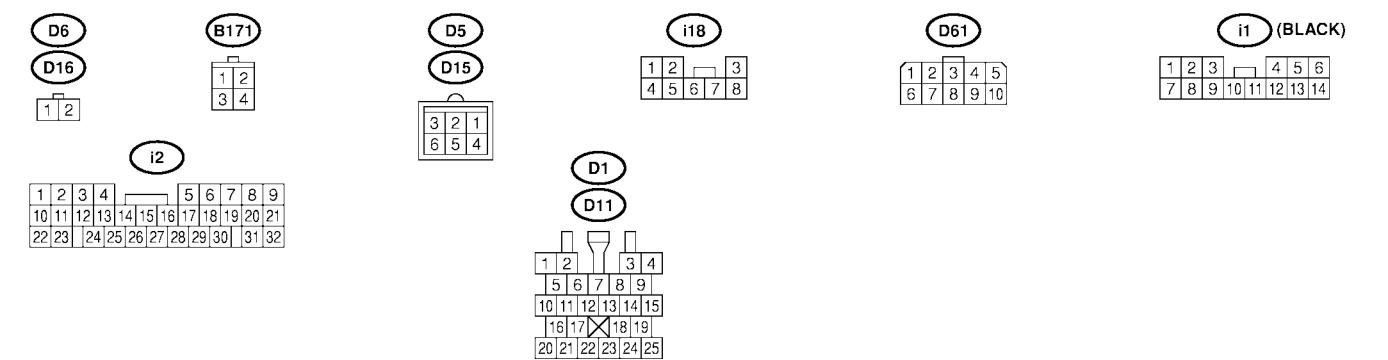 D6
D16
1 2
B171
1 2
3 4
D5
D15
3 2 1
6 5 4
i18
1 2 3
4 5 6 7 8
D61
1 2 3 4 5
6 7 8 9 10
i1 (BLACK)
1 2 3 4 5 6
7 8 9 10 11 12 13 14
i2
1 2 3 4 5 6 7 8 9
10 11 12 13 14 15 16 17 18 19 20 21
22 23 24 25 26 27 28 29 30 31 32
D1
D11
1 2 3 4
5 6 7 8 9
10 11 12 13 14 15
16 17 18 19
20 21 22 23 24 25